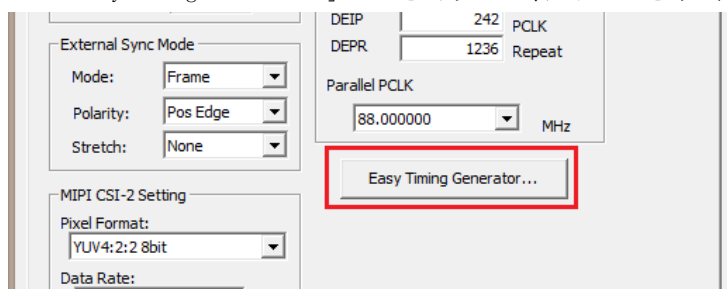 External Sync Mode
Mode: Frame
Polarity: Pos Edge
Stretch: None
MIPI CSI-2 Setting
Pixel Format:
YUV4:2:2 8bit
Data Rate:
DEIP 242 PCLK
DEPR 1236 Repeat
Parallel PCLK
88.000000 MHz
Easy Timing Generator...